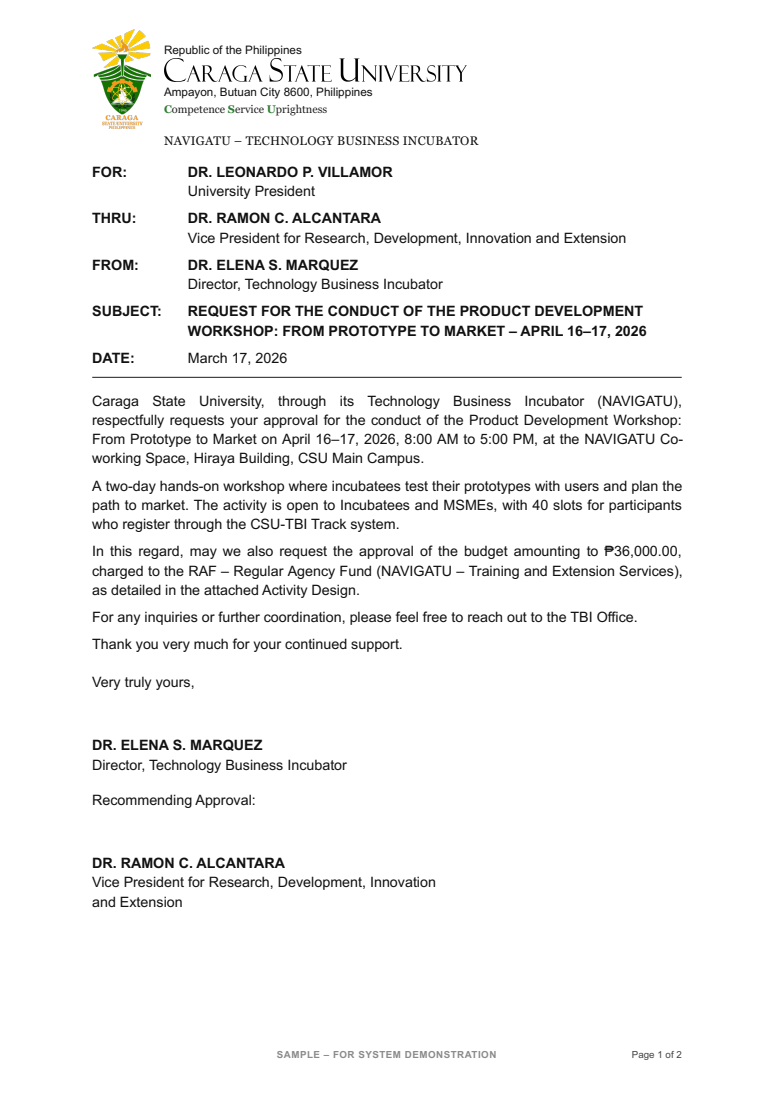 Republic of the Philippines
CARAGA STATE UNIVERSITY
Ampayon, Butuan City 8600, Philippines
Competence Service Uprightness
CARAGA
STATE UNIVERSITY
PHILIPPINES
NAVIGATU – TECHNOLOGY BUSINESS INCUBATOR
FOR: DR. LEONARDO P. VILLAMOR
University President
THRU: DR. RAMON C. ALCANTARA
Vice President for Research, Development, Innovation and Extension
FROM: DR. ELENA S. MARQUEZ
Director, Technology Business Incubator
SUBJECT: REQUEST FOR THE CONDUCT OF THE PRODUCT DEVELOPMENT
WORKSHOP: FROM PROTOTYPE TO MARKET – APRIL 16–17, 2026
DATE: March 17, 2026
Caraga State University, through its Technology Business Incubator (NAVIGATU),
respectfully requests your approval for the conduct of the Product Development Workshop:
From Prototype to Market on April 16–17, 2026, 8:00 AM to 5:00 PM, at the NAVIGATU Co-
working Space, Hiraya Building, CSU Main Campus.
A two-day hands-on workshop where incubatees test their prototypes with users and plan the
path to market. The activity is open to Incubatees and MSMEs, with 40 slots for participants
who register through the CSU-TBI Track system.
In this regard, may we also request the approval of the budget amounting to ₱36,000.00,
charged to the RAF – Regular Agency Fund (NAVIGATU – Training and Extension Services),
as detailed in the attached Activity Design.
For any inquiries or further coordination, please feel free to reach out to the TBI Office.
Thank you very much for your continued support.
Very truly yours,
DR. ELENA S. MARQUEZ
Director, Technology Business Incubator
Recommending Approval:
DR. RAMON C. ALCANTARA
Vice President for Research, Development, Innovation
and Extension
SAMPLE – FOR SYSTEM DEMONSTRATION
Page 1 of 2